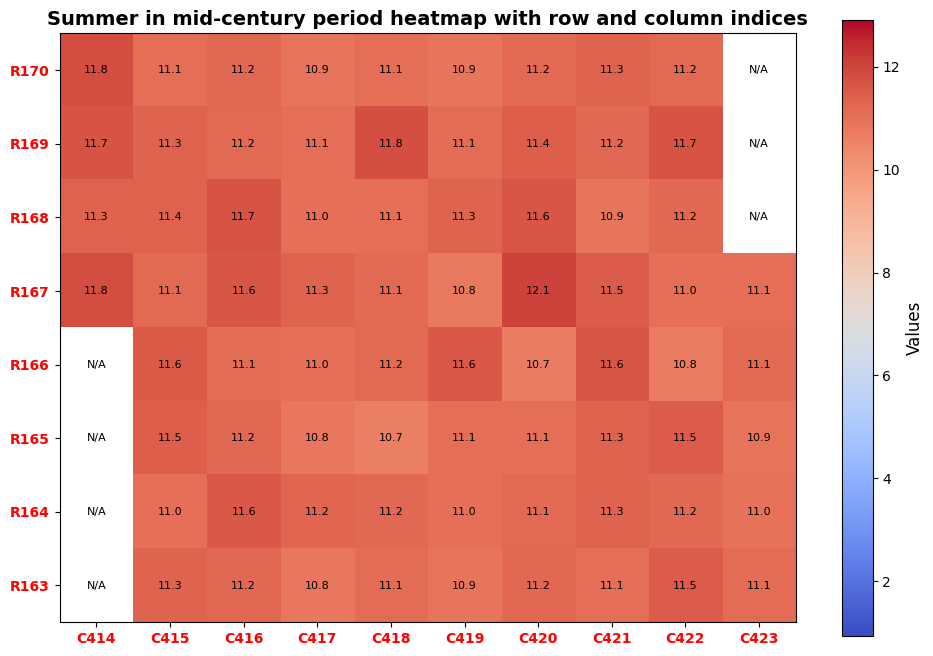 Summer in mid-century period heatmap with row and column indices
R170 11.8 11.1 11.2 10.9 11.1 10.9 11.2 11.3 11.2 N/A
R169 11.7 11.3 11.2 11.1 11.8 11.1 11.4 11.2 11.7 N/A
R168 11.3 11.4 11.7 11.0 11.1 11.3 11.6 10.9 11.2 N/A
R167 11.8 11.1 11.6 11.3 11.1 10.8 12.1 11.5 11.0 11.1
R166 N/A 11.6 11.1 11.0 11.2 11.6 10.7 11.6 10.8 11.1
R165 N/A 11.5 11.2 10.8 10.7 11.1 11.1 11.3 11.5 10.9
R164 N/A 11.0 11.6 11.2 11.2 11.0 11.1 11.3 11.2 11.0
R163 N/A 11.3 11.2 10.8 11.1 10.9 11.2 11.1 11.5 11.1
C414 C415 C416 C417 C418 C419 C420 C421 C422 C423
12
10
8
6
4
2
Values